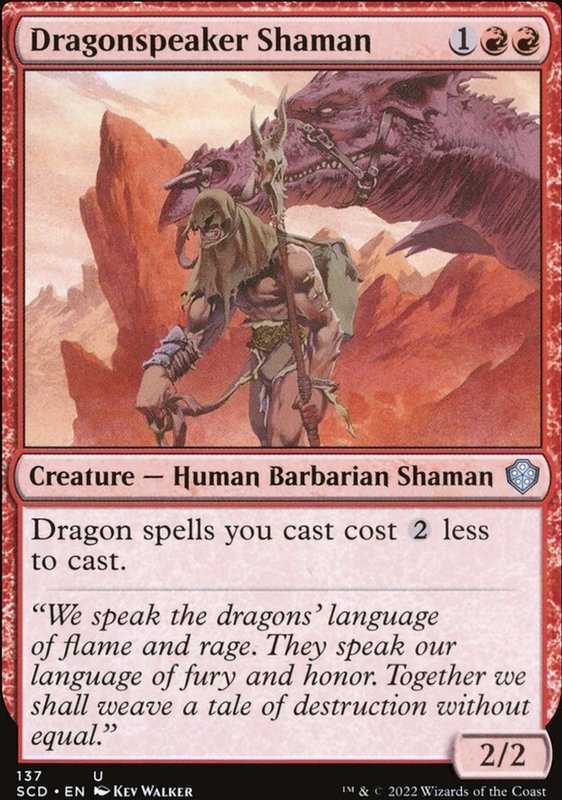 Dragonspeaker Shaman 1
Creature — Human Barbarian Shaman
Dragon spells you cast cost 2 less
to cast.
“We speak the dragons’ language
of flame and rage. They speak our
language of fury and honor. Together we
shall weave a tale of destruction without
equal.”
2/2
137 U
SCD • EN Kev Walker ™ & © 2022 Wizards of the Coast